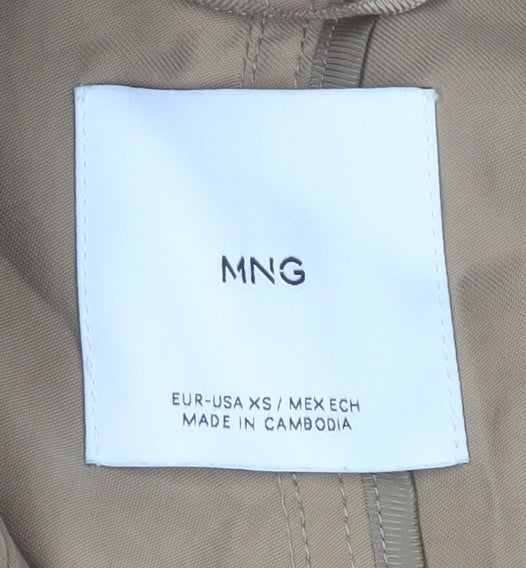 MNG
EUR-USA XS / MEX ECH
MADE IN CAMBODIA